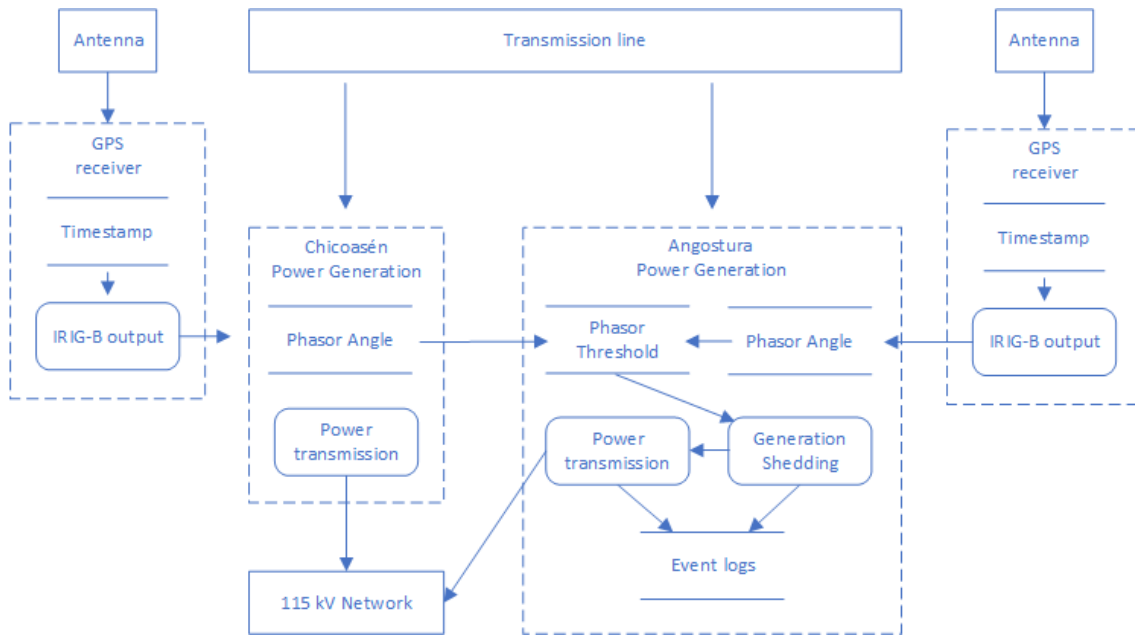 Antenna
Transmission line
Antenna
GPS
receiver
Timestamp
IRIG-B output
Chicoasén
Power Generation
Phasor Angle
Power
transmission
115 kV Network
Angostura
Power Generation
Phasor
Threshold
Phasor Angle
Power
transmission
Generation
Shedding
Event logs
GPS
receiver
Timestamp
IRIG-B output